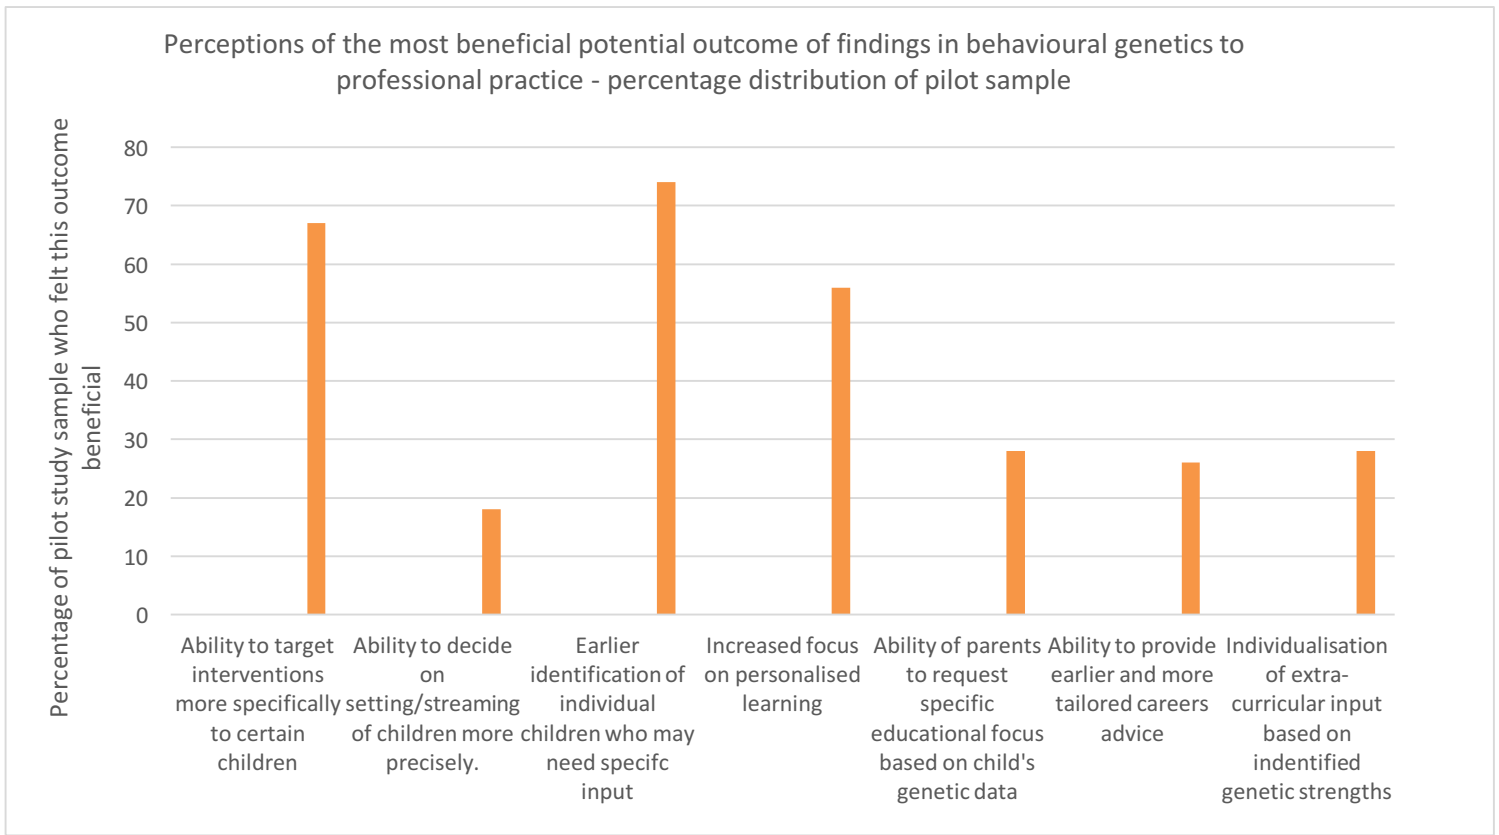 Perceptions of the most beneficial potential outcome of findings in behavioural genetics to
professional practice - percentage distribution of pilot sample
Percentage of pilot study sample who felt this outcome
beneficial
80
70
60
50
40
30
20
10
0
Ability to target
interventions
more specifically
to certain
children
Ability to decide
on
setting/streaming
of children more
precisely.
Earlier
identification of
individual
children who may
need specifc
input
Increased focus
on personalised
learning
Ability of parents
to request
specific
educational focus
based on child's
genetic data
Ability to provide
earlier and more
tailored careers
advice
Individualisation
of extra-
curricular input
based on
indentified
genetic strengths